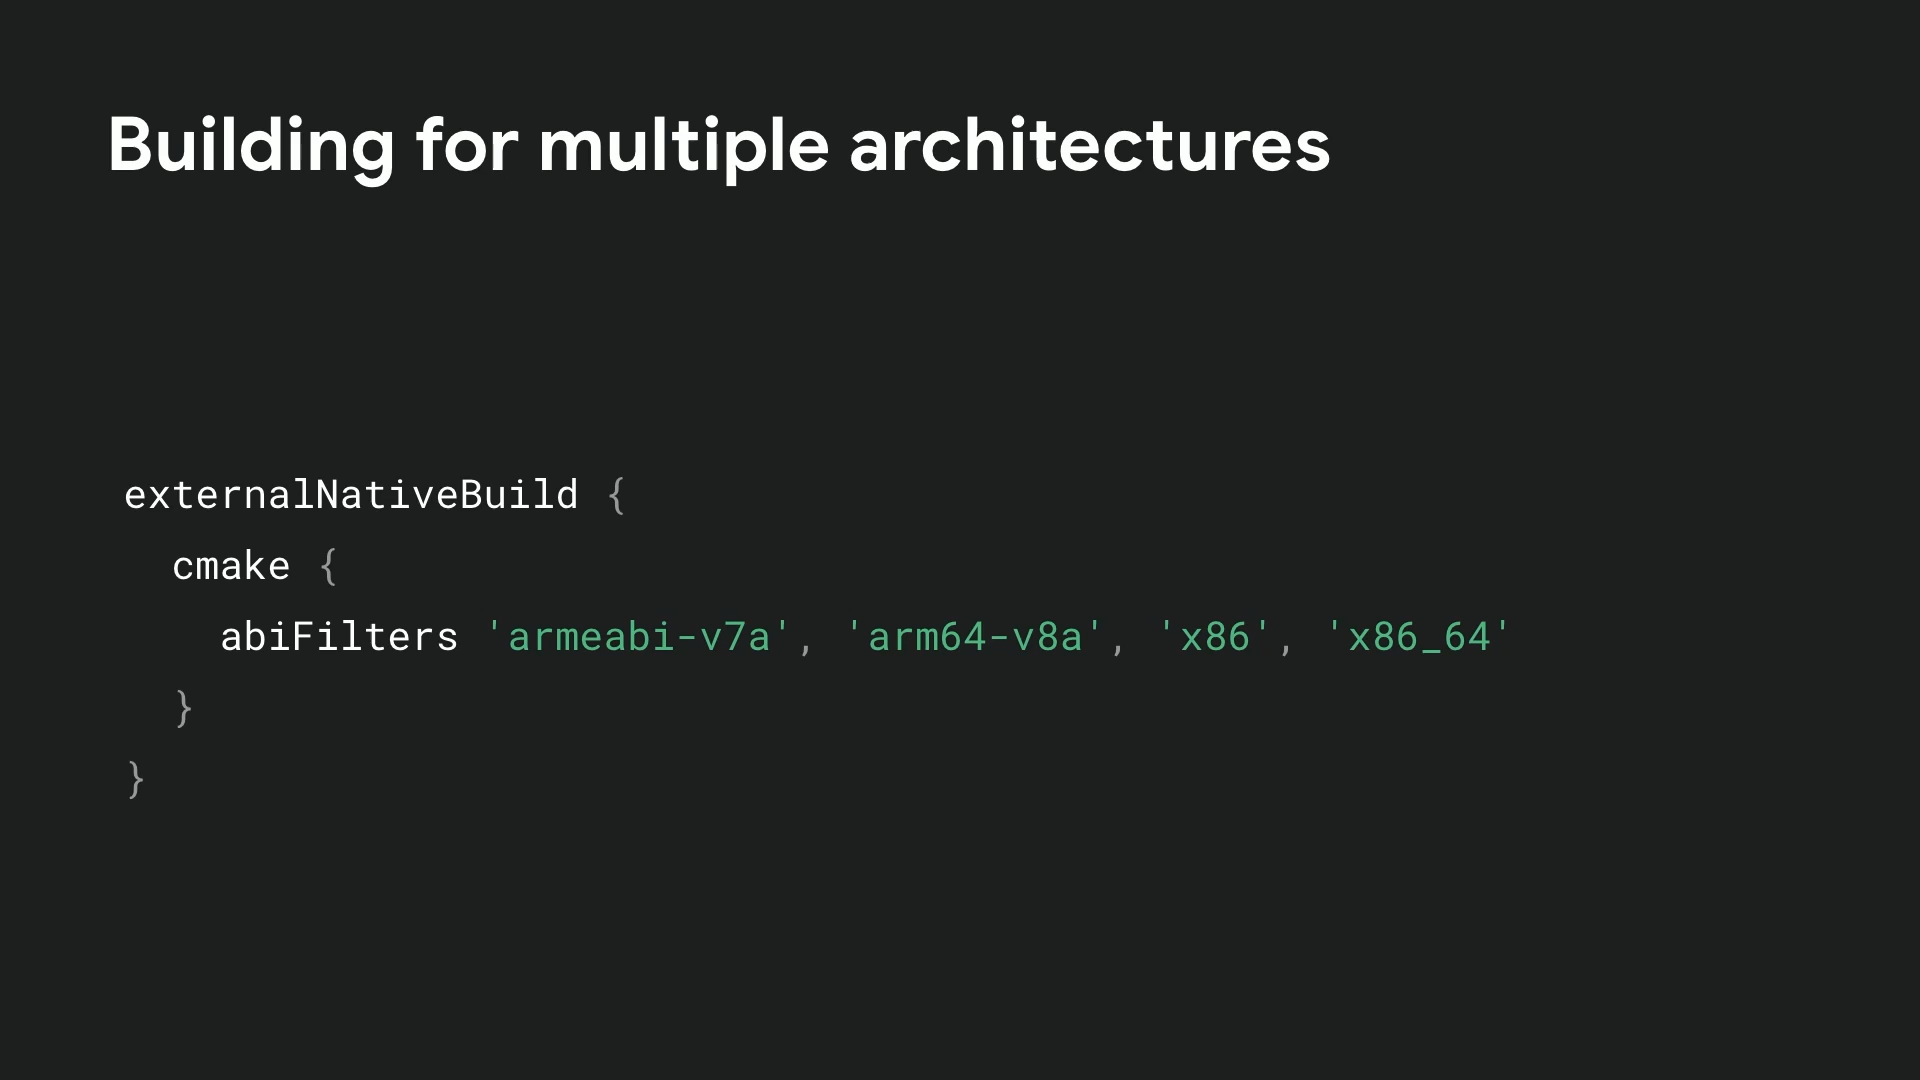 Building for multiple architectures
externalNativeBuild {
  cmake {
    abiFilters 'armeabi-v7a', 'arm64-v8a', 'x86', 'x86_64'
  }
}